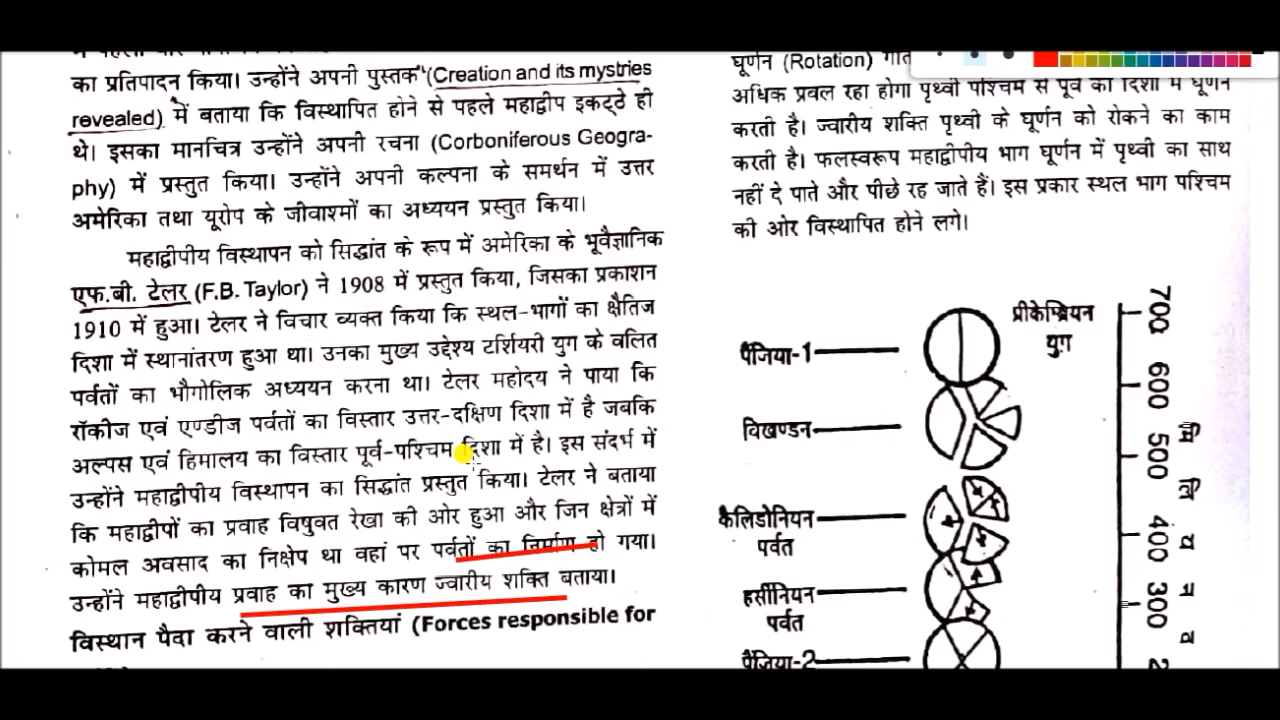 का प्रतिपादन किया। उन्होंने अपनी पुस्तक (Creation and its mystries
revealed) में बताया कि विस्थापित होने से पहले महाद्वीप इकट्ठे ही
थे। इसका मानचित्र उन्होंने अपनी रचना (Corboniferous Geogra-
phy) में प्रस्तुत किया। उन्होंने अपनी कल्पना के समर्थन में उत्तर
अमेरिका तथा यूरोप के जीवाश्मों का अध्ययन प्रस्तुत किया।
महाद्वीपीय विस्थापन को सिद्धांत के रूप में अमेरिका के भूवैज्ञानिक
एफ.बी. टेलर (F.B. Taylor) ने 1908 में प्रस्तुत किया, जिसका प्रकाशन
1910 में हुआ। टेलर ने विचार व्यक्त किया कि स्थल-भागों का क्षैतिज
दिशा में स्थानांतरण हुआ था। उनका मुख्य उद्देश्य टर्शियरी युग के वलित
पर्वतों का भौगोलिक अध्ययन करना था। टेलर महोदय ने पाया कि
रॉकीज एवं एण्डीज पर्वतों का विस्तार उत्तर-दक्षिण दिशा में है जबकि
अल्पस एवं हिमालय का विस्तार पूर्व-पश्चिम दिशा में है। इस संदर्भ में
उन्होंने महाद्वीपीय विस्थापन का सिद्धांत प्रस्तुत किया। टेलर ने बताया
कि महाद्वीपों का प्रवाह विषुवत रेखा की ओर हुआ और जिन क्षेत्रों में
कोमल अवसाद का निक्षेप था वहां पर पर्वतों का निर्माण हो गया।
उन्होंने महाद्वीपीय प्रवाह का मुख्य कारण ज्वारीय शक्ति बताया।
विस्थान पैदा करने वाली शक्तियां (Forces responsible for
घूर्णन (Rotation)
अधिक प्रवल रहा होगा पृथ्वी पश्चिम से पूर्व की दिशा में घूर्णन
करती है। ज्वारीय शक्ति पृथ्वी के घूर्णन को रोकने का काम
करती है। फलस्वरूप महाद्वीपीय भाग घूर्णन में पृथ्वी का साथ
नहीं दे पाते और पीछे रह जाते हैं। इस प्रकार स्थल भाग पश्चिम
की ओर विस्थापित होने लगे।
पैंजिया-1
विखण्डन
कैलिडोनियन
पर्वत
हर्सीनियन
पर्वत
पैंजिया-2
प्रीकेम्ब्रियन
युग
700
600
500
400
300